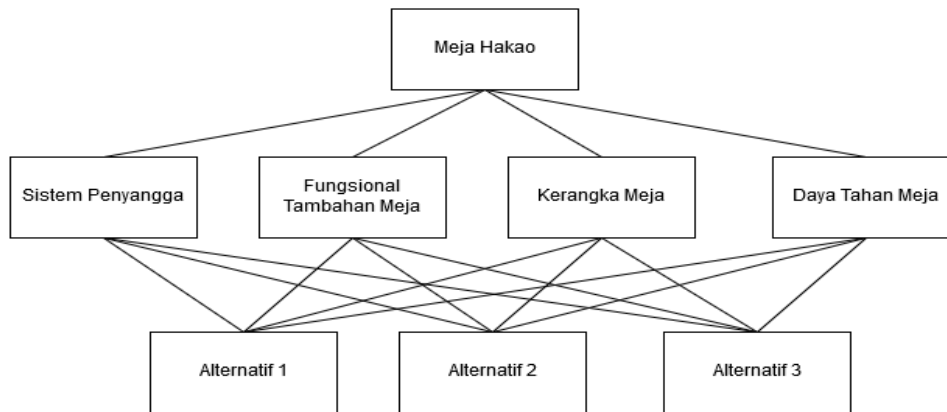 Meja Hakao
Sistem Penyangga
Fungsional
Tambahan Meja
Kerangka Meja
Daya Tahan Meja
Alternatif 1
Alternatif 2
Alternatif 3